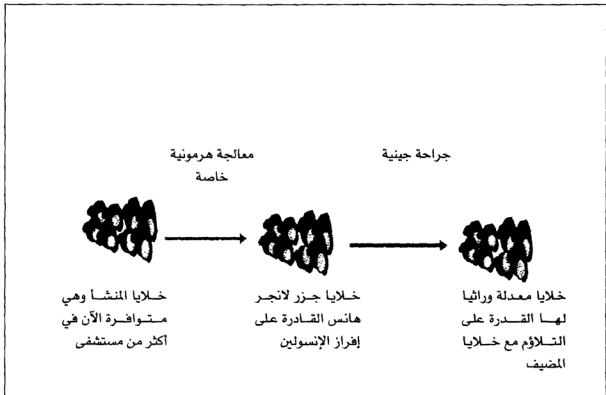 معالجة هرمونية
خاصة
جراحة جينية
خلايا المنشأ وهي
متوافرة الآن في
أكثر من مستشفى
خلايا جزر لانجر
هانس القادرة على
إفراز الإنسولين
خلايا معدلة وراثيا
لها القدرة على
التلاؤم مع خلايا
المضيف